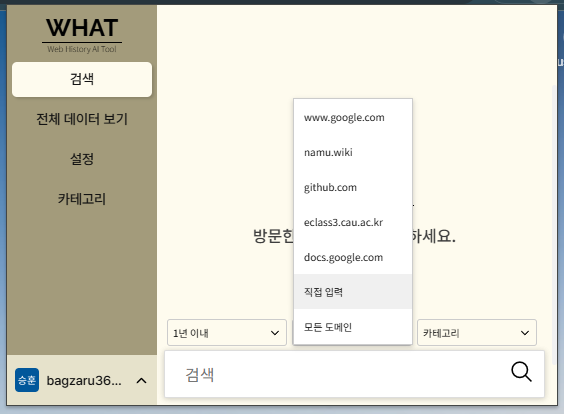 WHAT
Web History AI Tool
검색
전체 데이터 보기
설정
카테고리
승훈 bagzaru36...
www.google.com
namu.wiki
github.com
eclass3.cau.ac.kr
docs.google.com
직접 입력
모든 도메인
방문한 하세요.
1년 이내
카테고리
검색